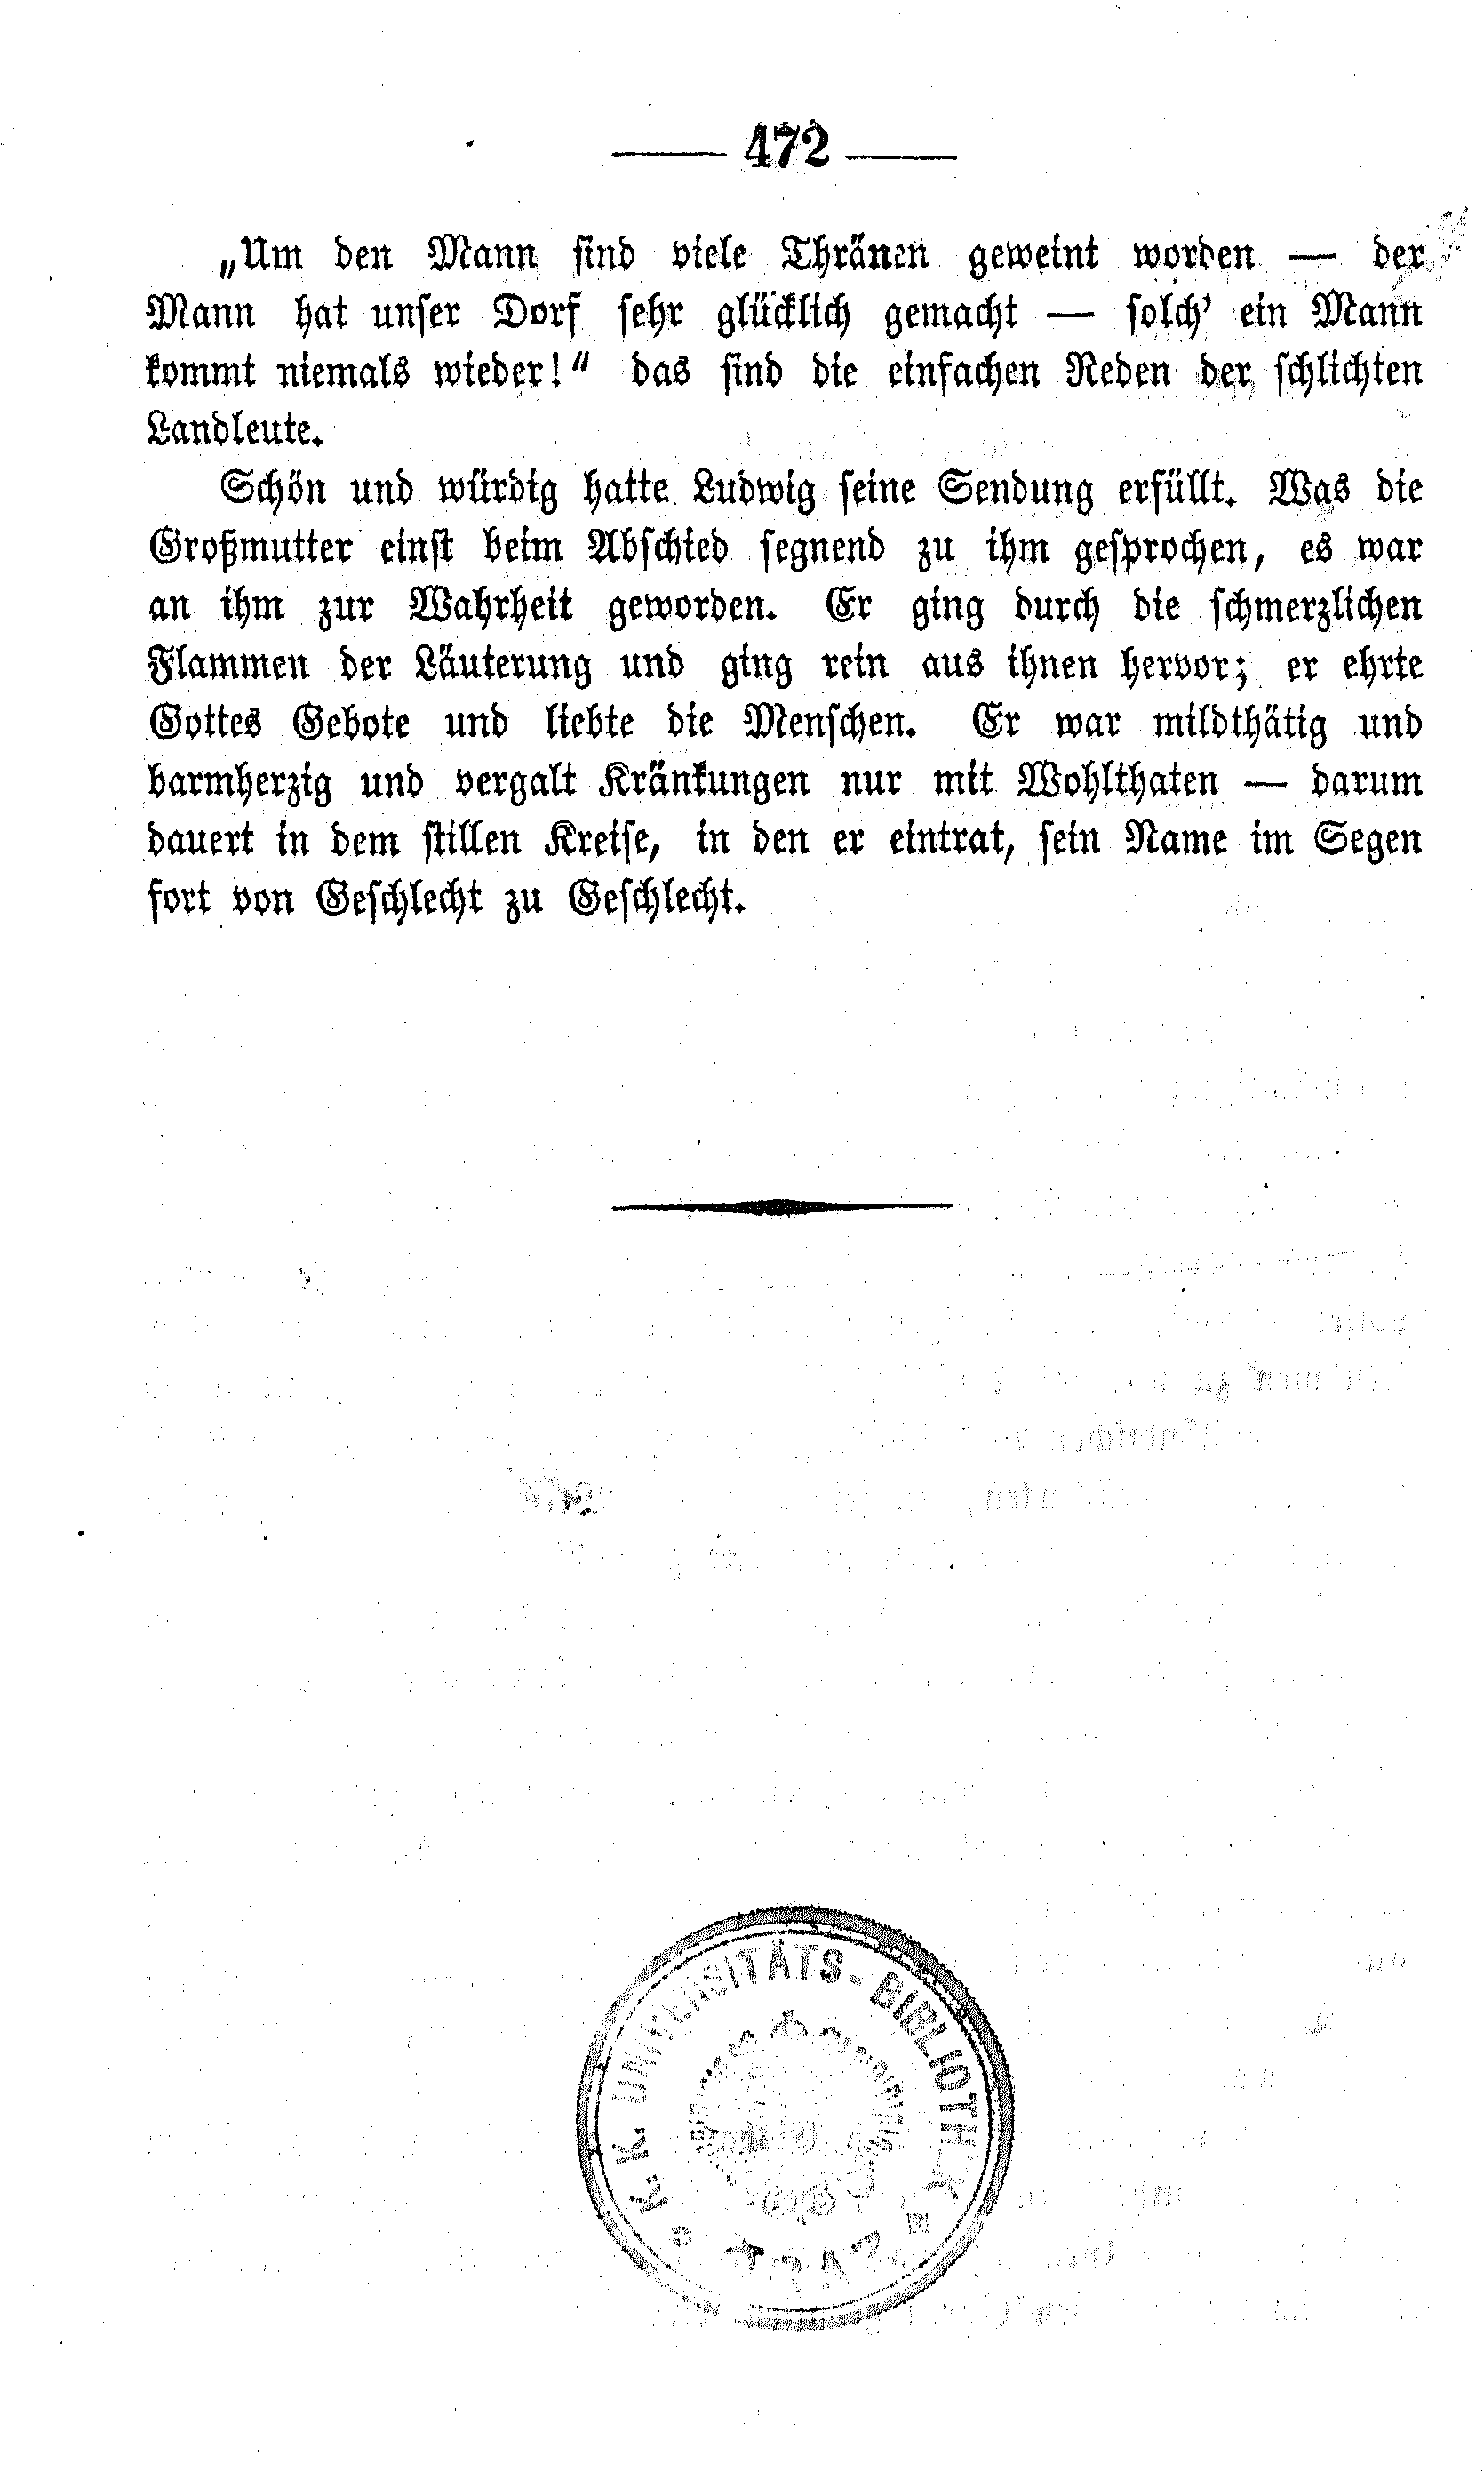 — 472 —
„Um den Mann sind viele Thränen geweint worden — der
Mann hat unser Dorf sehr glücklich gemacht — solch' ein Mann
kommt niemals wieder!“ das sind die einfachen Reden der schlichten
Landleute.
Schön und würdig hatte Ludwig seine Sendung erfüllt. Was die
Großmutter einst beim Abschied segnend zu ihm gesprochen, es war
an ihm zur Wahrheit geworden. Er ging durch die schmerzlichen
Flammen der Läuterung und ging rein aus ihnen hervor; er ehrte
Gottes Gebote und liebte die Menschen. Er war mildthätig und
barmherzig und vergalt Kränkungen nur mit Wohlthaten — darum
dauert in dem stillen Kreise, in den er eintrat, sein Name im Segen
fort von Geschlecht zu Geschlecht.
K. K. UNIVERSITÄTS-BIBLIOTHEK